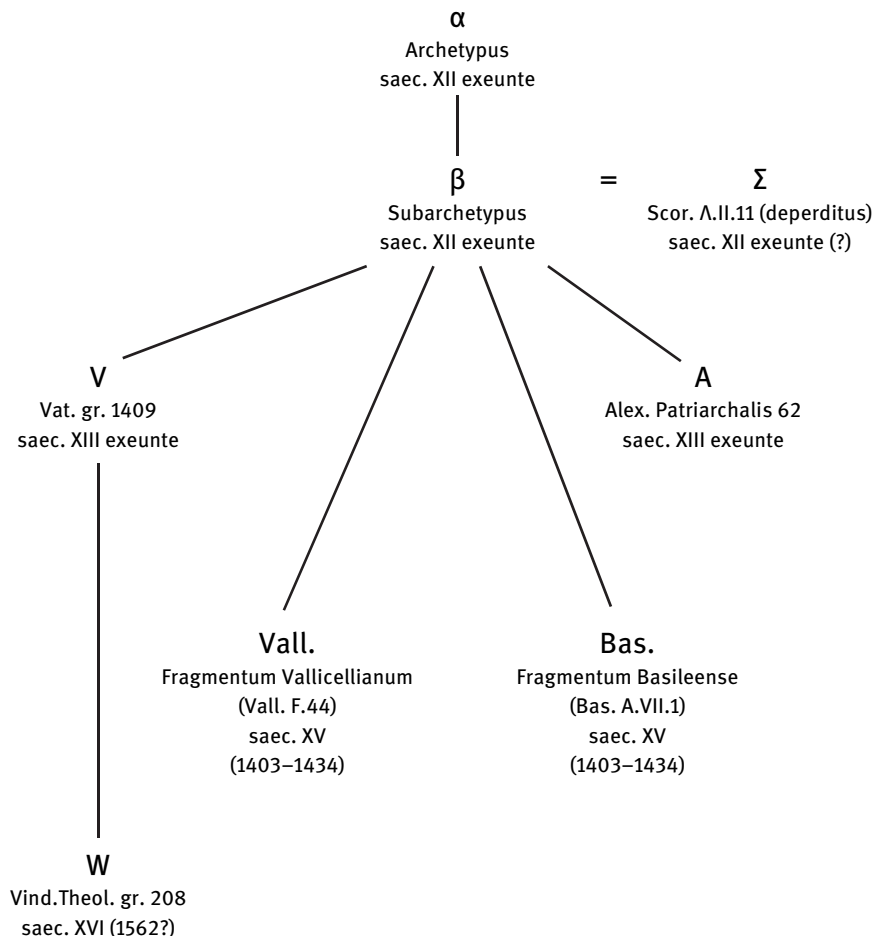 α
Archetypus
saec. XII exeunte
β = Σ
Subarchetypus Scor. Λ.II.11 (deperditus)
saec. XII exeunte saec. XII exeunte (?)
V A
Vat. gr. 1409 Alex. Patriarchalis 62
saec. XIII exeunte saec. XIII exeunte
Vall. Bas.
Fragmentum Vallicellianum Fragmentum Basileense
(Vall. F.44) (Bas. A.VII.1)
saec. XV saec. XV
(1403–1434) (1403–1434)
W
Vind.Theol. gr. 208
saec. XVI (1562?)